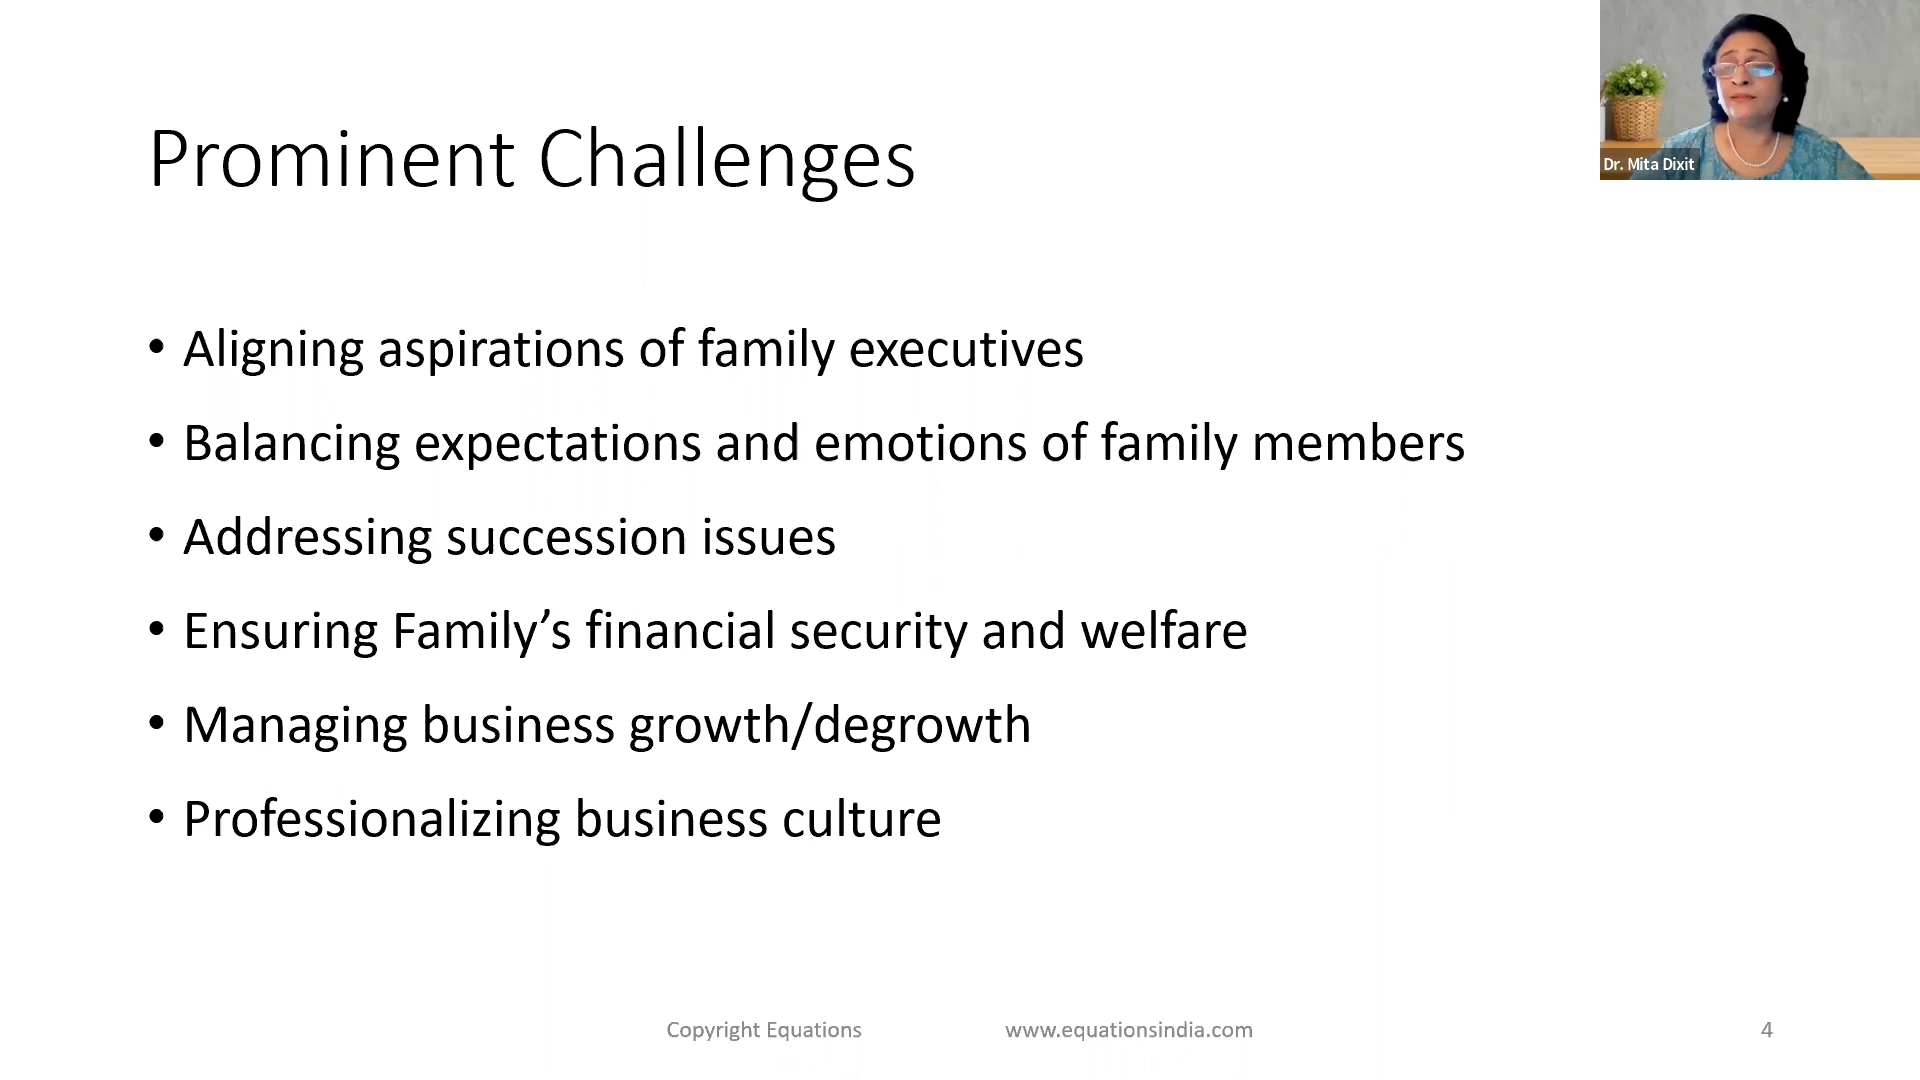 Dr. Mita Dixit
Prominent Challenges
• Aligning aspirations of family executives
• Balancing expectations and emotions of family members
• Addressing succession issues
• Ensuring Family’s financial security and welfare
• Managing business growth/degrowth
• Professionalizing business culture
Copyright Equations www.equationsindia.com 4